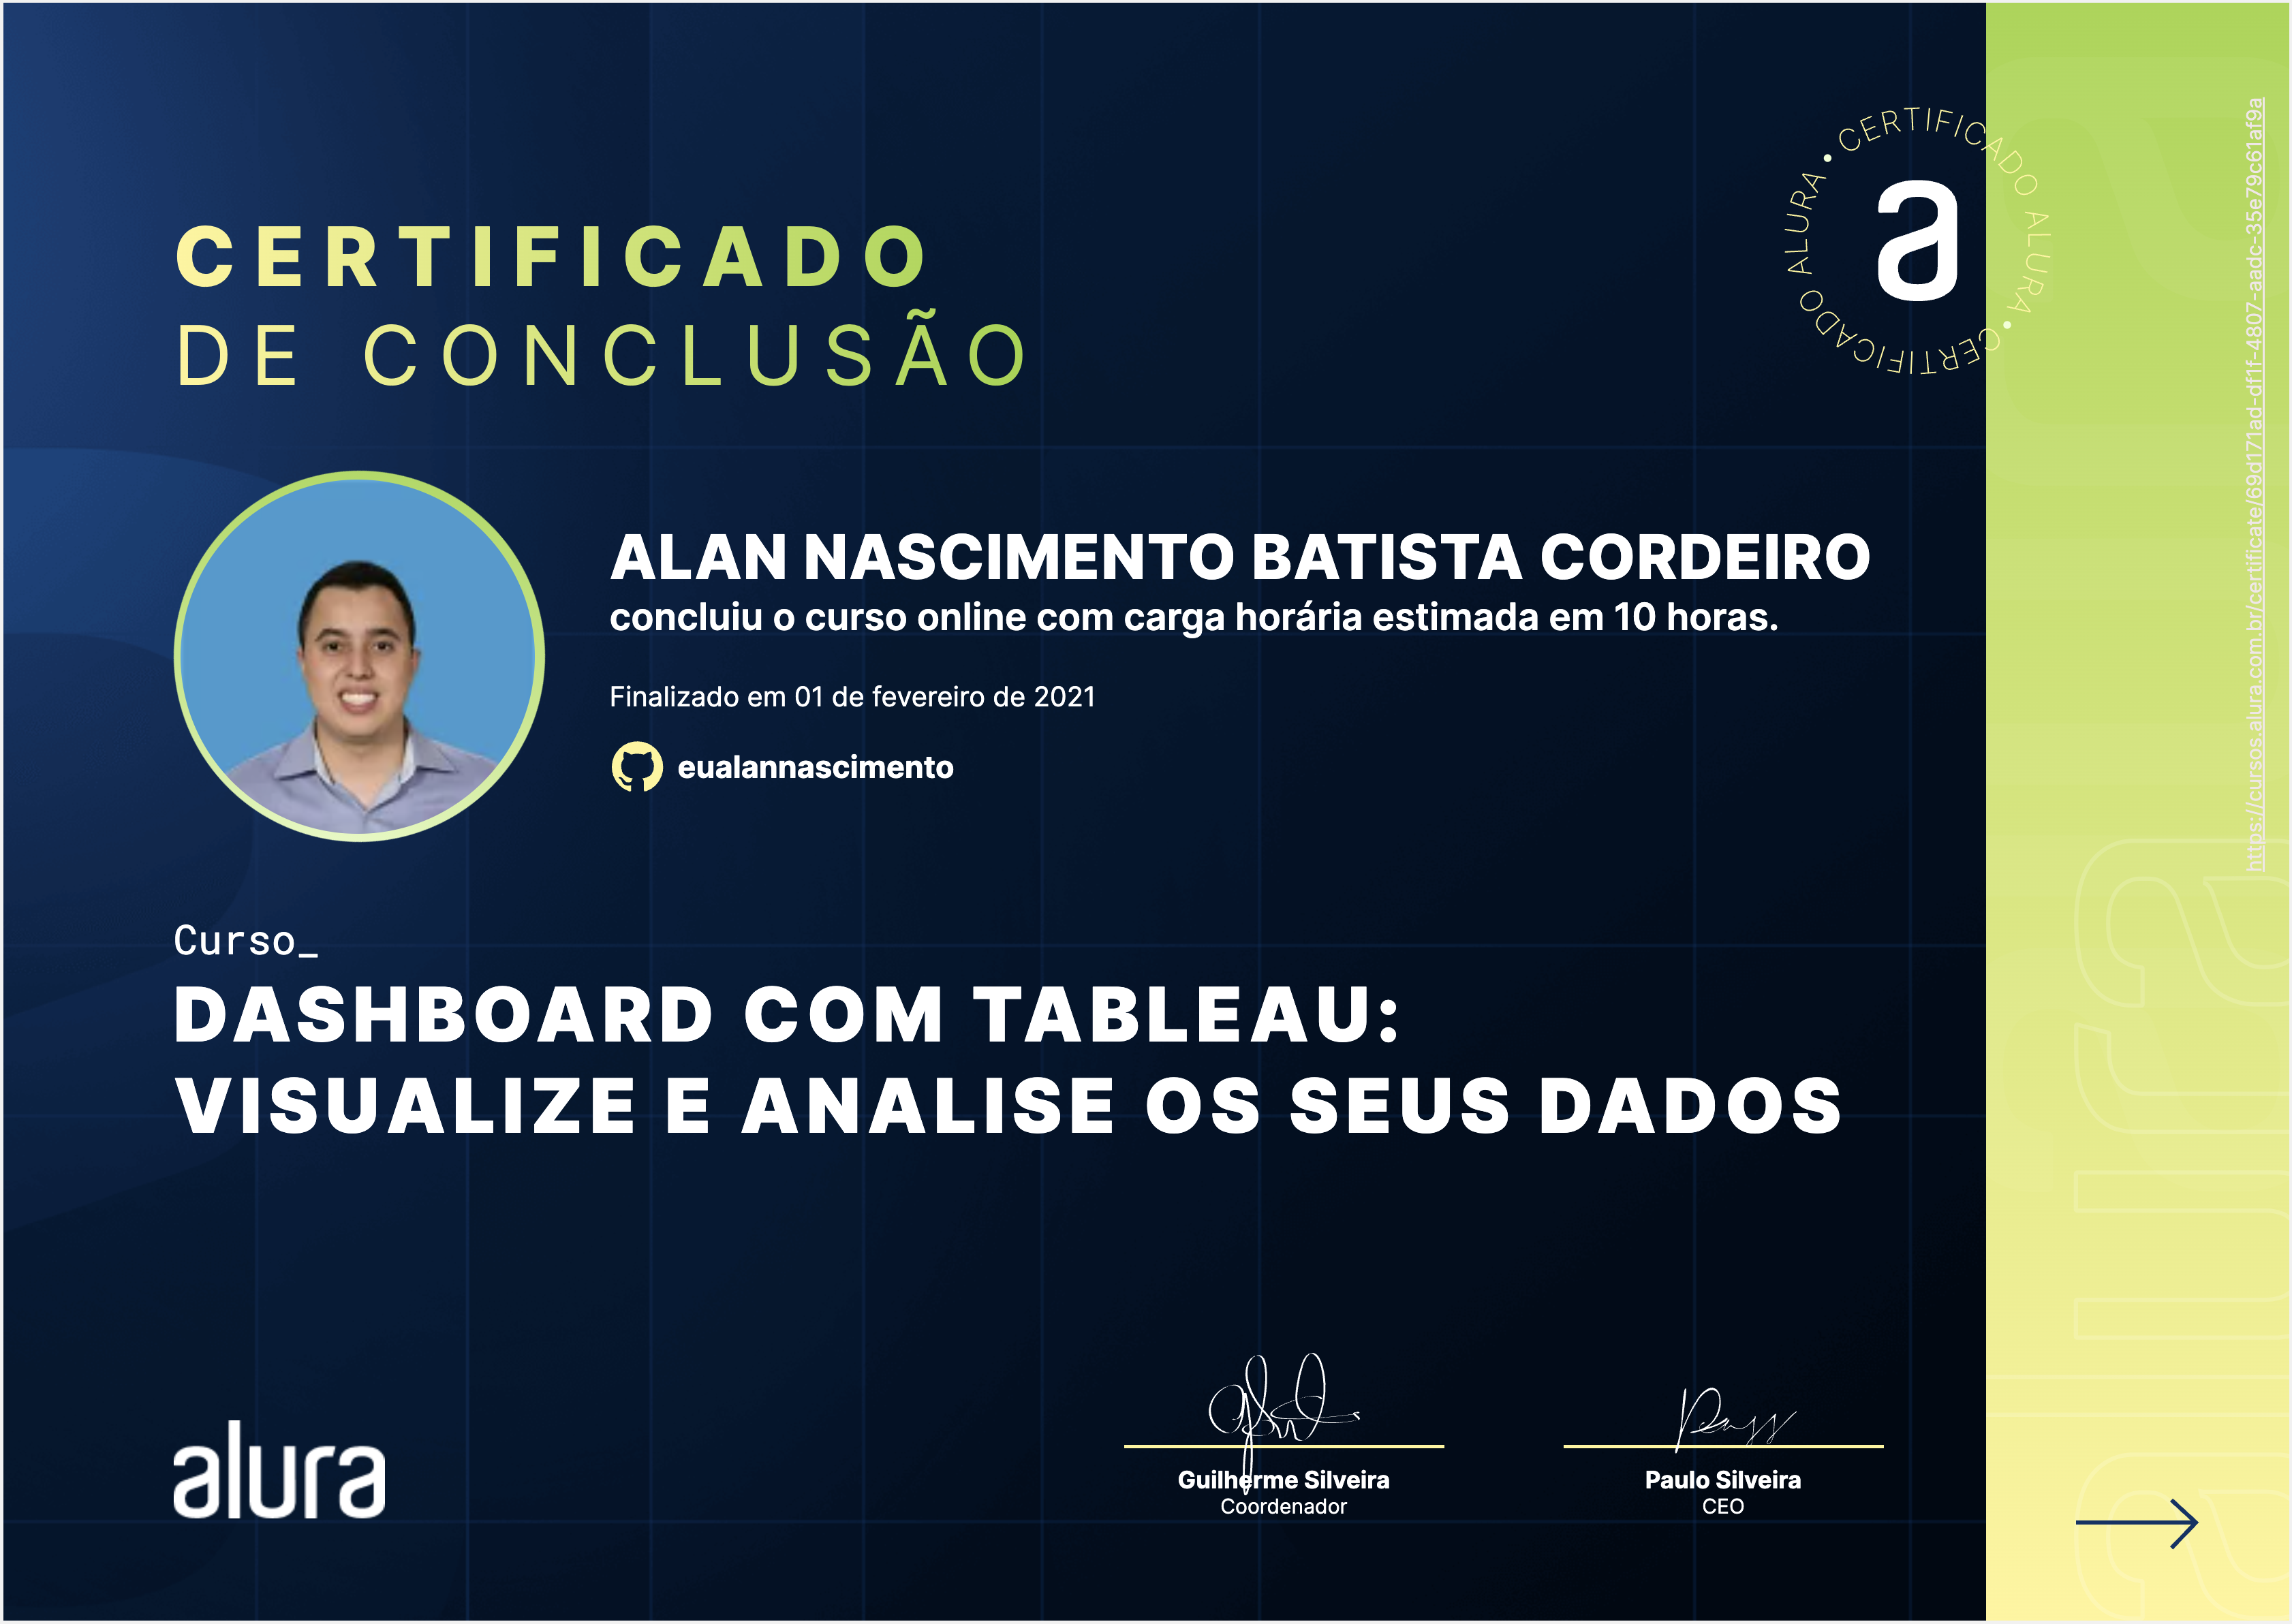 CERTIFICADO
DE CONCLUSÃO
CERTIFICADO ALURA • CERTIFICADO ALURA •
a
ALAN NASCIMENTO BATISTA CORDEIRO
concluiu o curso online com carga horária estimada em 10 horas.
Finalizado em 01 de fevereiro de 2021
eualannascimento
Curso_
DASHBOARD COM TABLEAU:
VISUALIZE E ANALISE OS SEUS DADOS
alura
Guilherme Silveira
Coordenador
Paulo Silveira
CEO
https://cursos.alura.com.br/certificate/69d171ad-df1f-4807-aadc-35e79c61af9a
alura